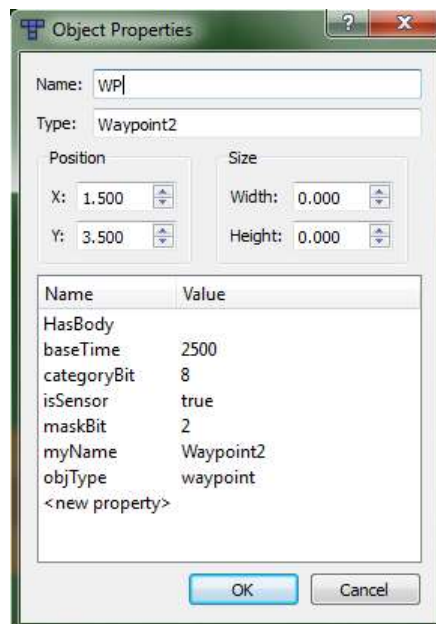 Object Properties
?
X
Name: WP
Type: Waypoint2
Position
Size
X: 1.500
Width: 0.000
Y: 3.500
Height: 0.000
Name Value
HasBody
baseTime 2500
categoryBit 8
isSensor true
maskBit 2
myName Waypoint2
objType waypoint
<new property>
OK Cancel